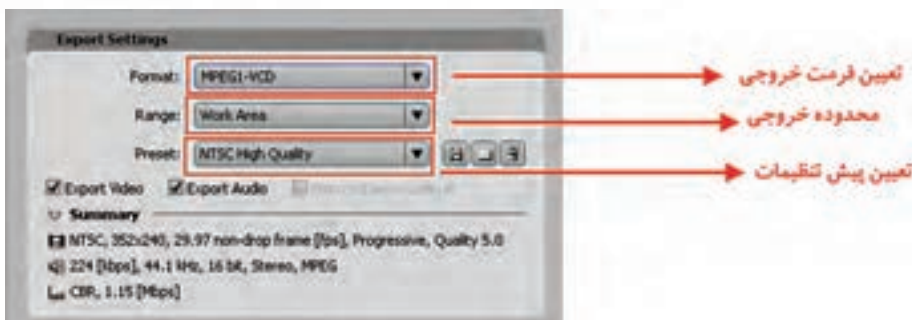 Export Settings
Format: MPEG1-VCD
تعیین فرمت خروجی
Range: Work Area
محدوده خروجی
Preset: NTSC High Quality
تعیین پیش تنظیمات
Export Video Export Audio
Summary
NTSC, 352x240, 29.97 non-drop frame [fps], Progressive, Quality 5.0
224 [kbps], 44.1 kHz, 16 bit, Stereo, MPEG
CBR, 1.15 [Mbps]